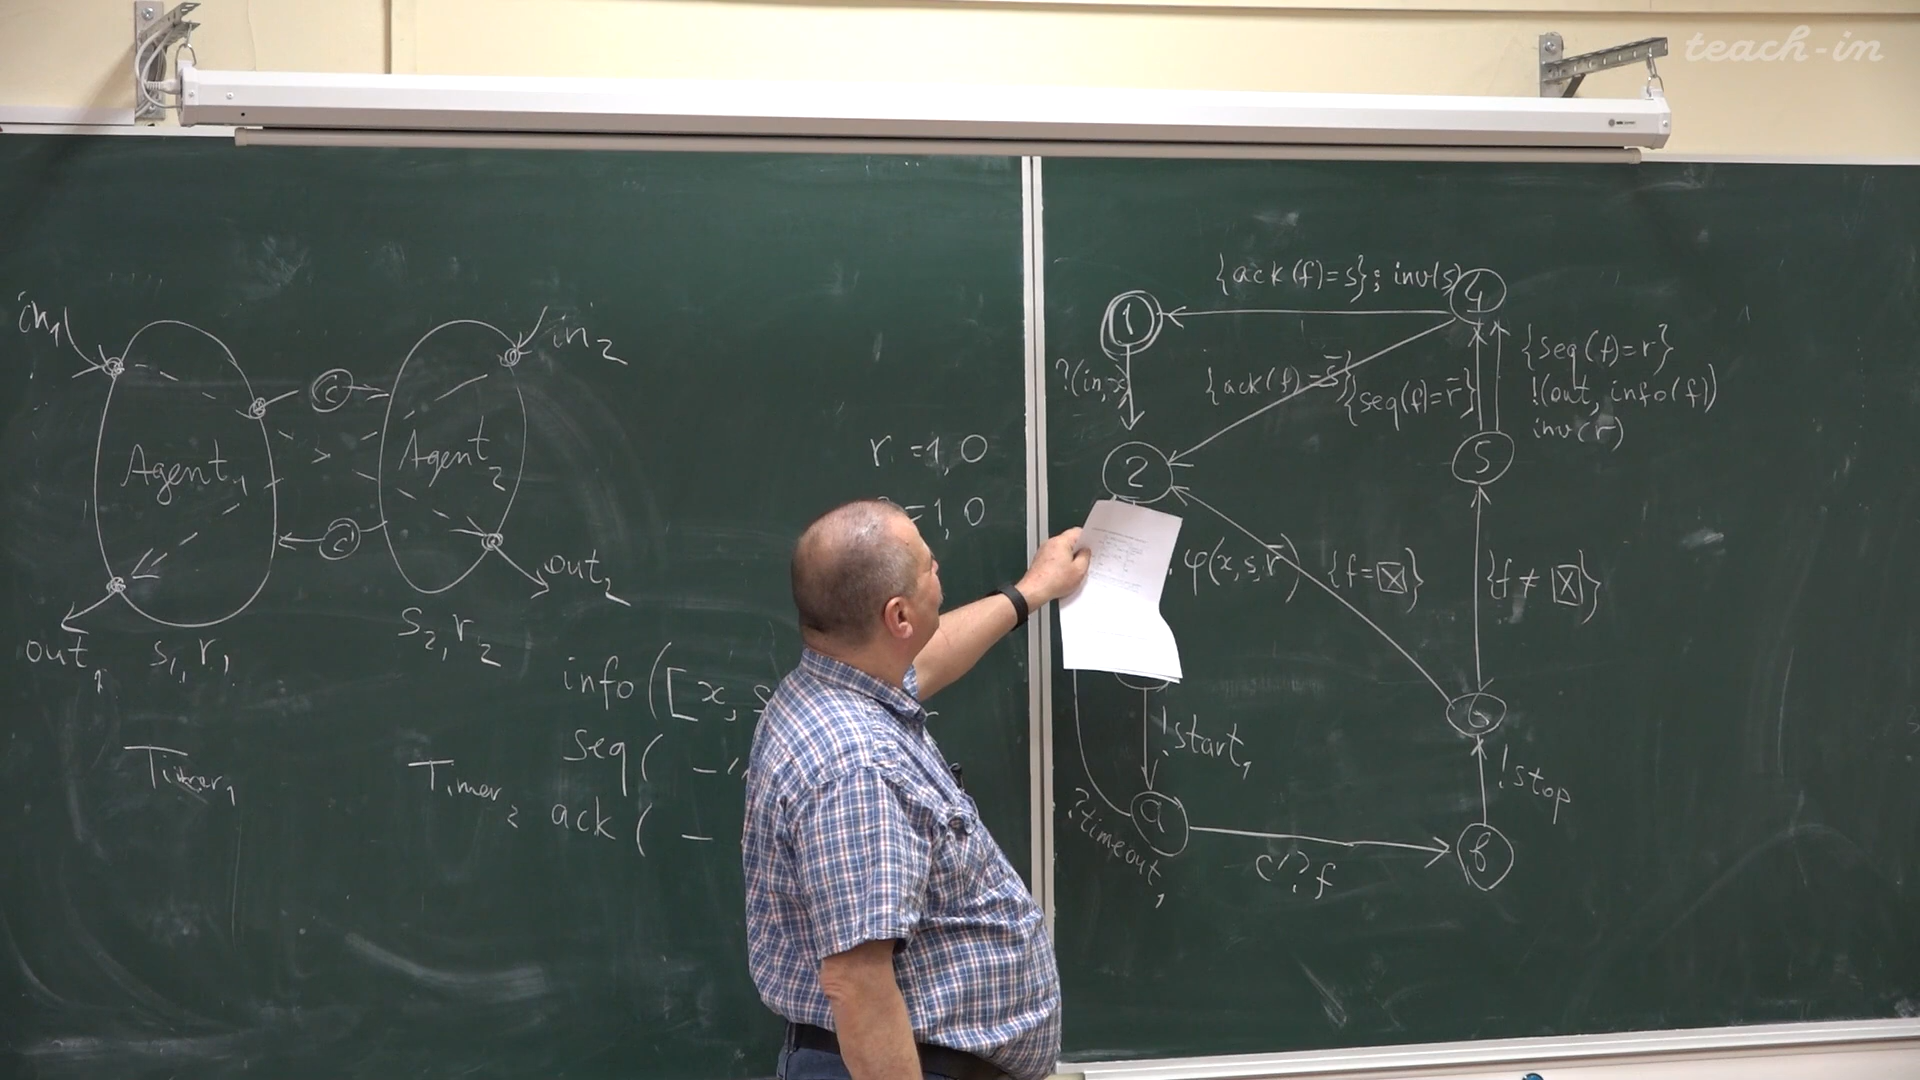 teach-in
in₁
in₂
c
Agent₁
Agent₂
c'
out₁
out₂
s₁, r₁
s₂, r₂
Timer₁
Timer₂
r = 1, 0
= 1, 0
info ([x, s
seq ( –"
ack ( –
{ack(f)=s}; inv(s)
1
4
?(in, x)
{ack(f)=s̄}
{seq(f)=r̄}
{seq(f)=r}
!(out, info(f))
inv(r)
2
5
φ(x, s, r̄)
{f=☒}
{f≠☒}
6
!start₁
!stop
a
b
?timeout₁
c'?f